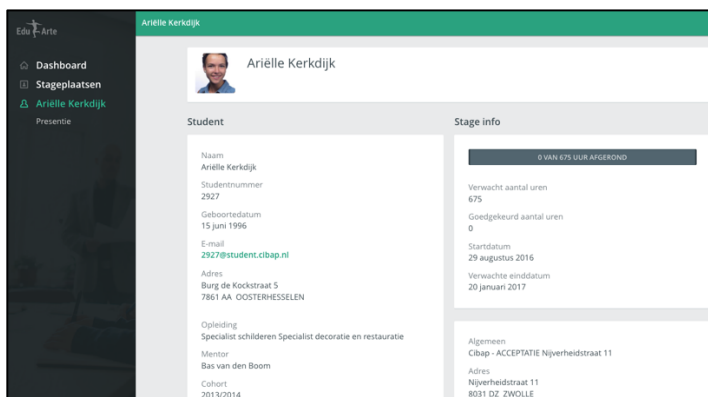 Edu Arte
Ariëlle Kerkdijk
Dashboard
Stageplaatsen
Ariëlle Kerkdijk
Presentie
Ariëlle Kerkdijk
Student
Naam
Ariëlle Kerkdijk
Studentnummer
2927
Geboortedatum
15 juni 1996
E-mail
2927@student.cibap.nl
Adres
Burg de Kockstraat 5
7861 AA OOSTERHESSELEN
Opleiding
Specialist schilderen Specialist decoratie en restauratie
Mentor
Bas van den Boom
Cohort
2013/2014
Stage info
0 VAN 675 UUR AFGEROND
Verwacht aantal uren
675
Goedgekeurd aantal uren
0
Startdatum
29 augustus 2016
Verwachte einddatum
20 januari 2017
Algemeen
Cibap - ACCEPTATIE Nijverheidstraat 11
Adres
Nijverheidstraat 11
8031 DZ ZWOLLE